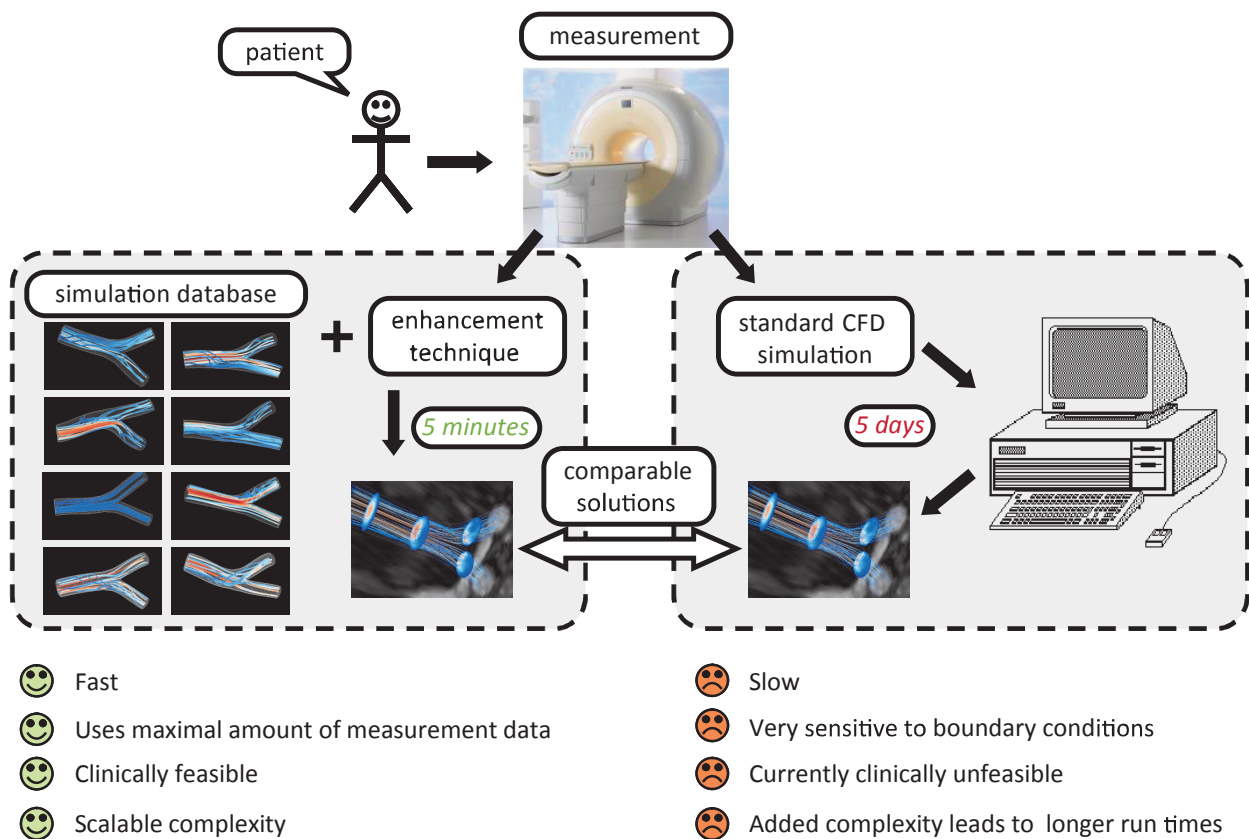 patient
measurement
simulation database
enhancement
technique
5 minutes
comparable
solutions
standard CFD
simulation
5 days
Fast
Uses maximal amount of measurement data
Clinically feasible
Scalable complexity
Slow
Very sensitive to boundary conditions
Currently clinically unfeasible
Added complexity leads to longer run times